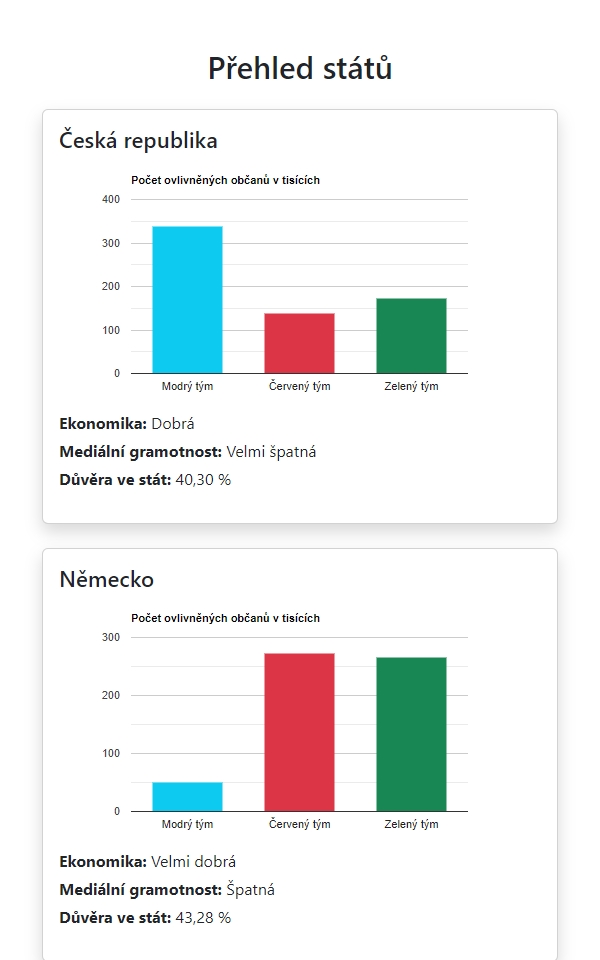 Přehled států
Česká republika
Počet ovlivněných občanů v tisících
400
300
200
100
0
Modrý tým Červený tým Zelený tým
Ekonomika: Dobrá
Mediální gramotnost: Velmi špatná
Důvěra ve stát: 40,30 %
Německo
Počet ovlivněných občanů v tisících
300
200
100
0
Modrý tým Červený tým Zelený tým
Ekonomika: Velmi dobrá
Mediální gramotnost: Špatná
Důvěra ve stát: 43,28 %